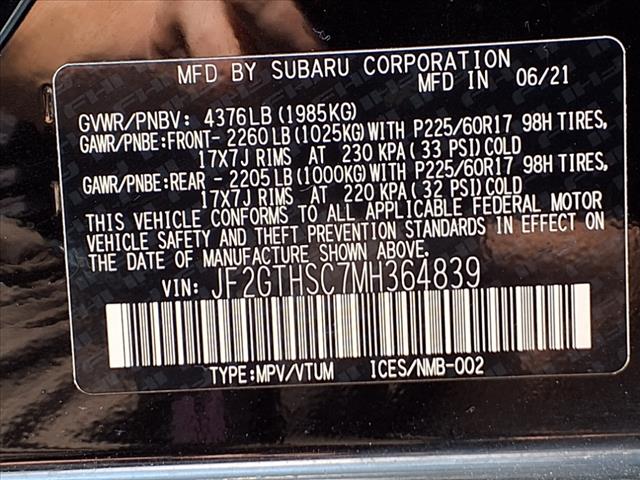 MFD BY SUBARU CORPORATION
MFD IN 06/21
GVWR/PNBV: 4376LB (1985KG)
GAWR/PNBE:FRONT- 2260LB (1025KG)WITH P225/60R17 98H TIRES,
17X7J RIMS AT 230 KPA (33 PSI)COLD
GAWR/PNBE:REAR - 2205LB (1000KG)WITH P225/60R17 98H TIRES,
17X7J RIMS AT 220 KPA (32 PSI)COLD
THIS VEHICLE CONFORMS TO ALL APPLICABLE FEDERAL MOTOR
VEHICLE SAFETY AND THEFT PREVENTION STANDARDS IN EFFECT ON
THE DATE OF MANUFACTURE SHOWN ABOVE.
VIN: JF2GTHSC7MH364839
TYPE:MPV/VTUM ICES/NMB-002